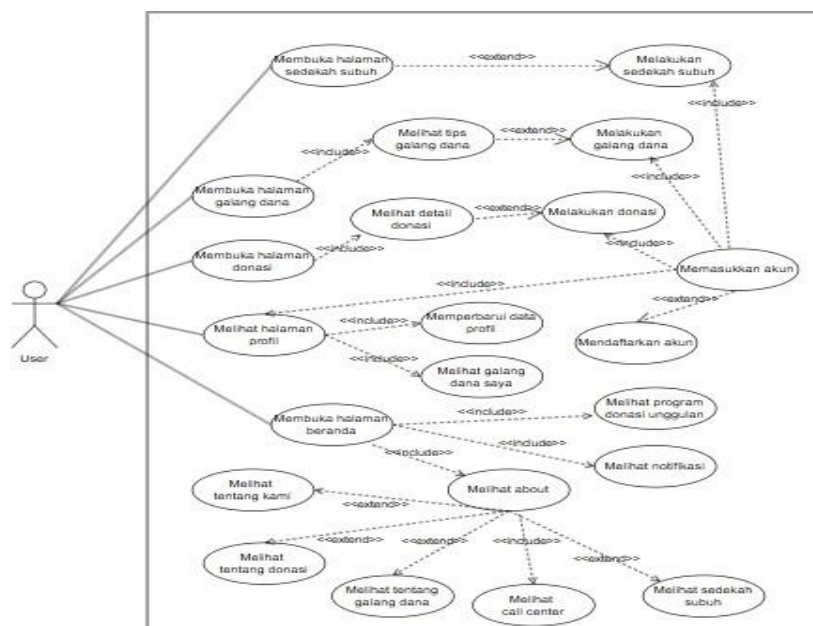 Membuka halaman
sedekah subuh
<<extend>>
Melakukan
sedekah subuh
<<include>>
Melihat tips
galang dana
<<extend>>
Melakukan
galang dana
<<include>>
<<include>>
Membuka halaman
galang dana
Melihat detail
donasi
<<extend>>
Melakukan donasi
<<include>>
<<include>>
Membuka halaman
donasi
Memasukkan akun
<<include>>
<<extend>>
Melihat halaman
profil
<<include>>
Memperbarui data
profil
Mendaftarkan akun
User
<<include>>
Melihat galang
dana saya
Membuka halaman
beranda
<<include>>
Melihat program
donasi unggulan
<<include>>
<<include>>
Melihat notifikasi
Melihat
tentang kami
<<extend>>
Melihat about
Melihat
tentang donasi
<<extend>>
<<extend>>
<<include>>
<<extend>>
Melihat tentang
galang dana
Melihat
call center
Melihat sedekah
subuh